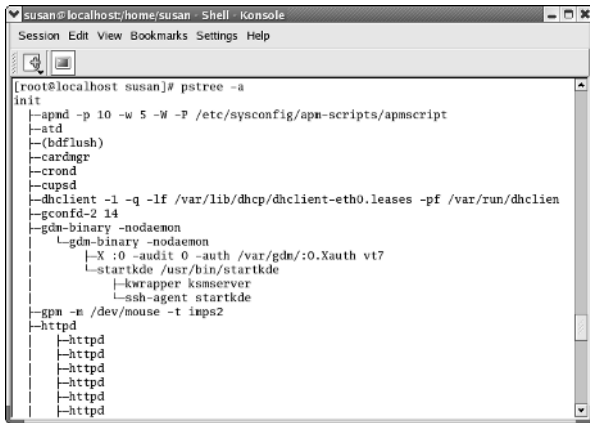 susan@localhost:/home/susan - Shell - Konsole
Session Edit View Bookmarks Settings Help
[root@localhost susan]# pstree -a
init
├─apmd -p 10 -w 5 -W -P /etc/sysconfig/apm-scripts/apmscript
├─atd
├─(bdflush)
├─cardmgr
├─crond
├─cupsd
├─dhclient -1 -q -lf /var/lib/dhcp/dhclient-eth0.leases -pf /var/run/dhclien
├─gconfd-2 14
├─gdm-binary -nodaemon
│   └─gdm-binary -nodaemon
│       ├─X :0 -audit 0 -auth /var/gdm/:0.Xauth vt7
│       └─startkde /usr/bin/startkde
│           ├─kwrapper ksmserver
│           └─ssh-agent startkde
├─gpm -m /dev/mouse -t imps2
├─httpd
│   ├─httpd
│   ├─httpd
│   ├─httpd
│   ├─httpd
│   ├─httpd
│   ├─httpd